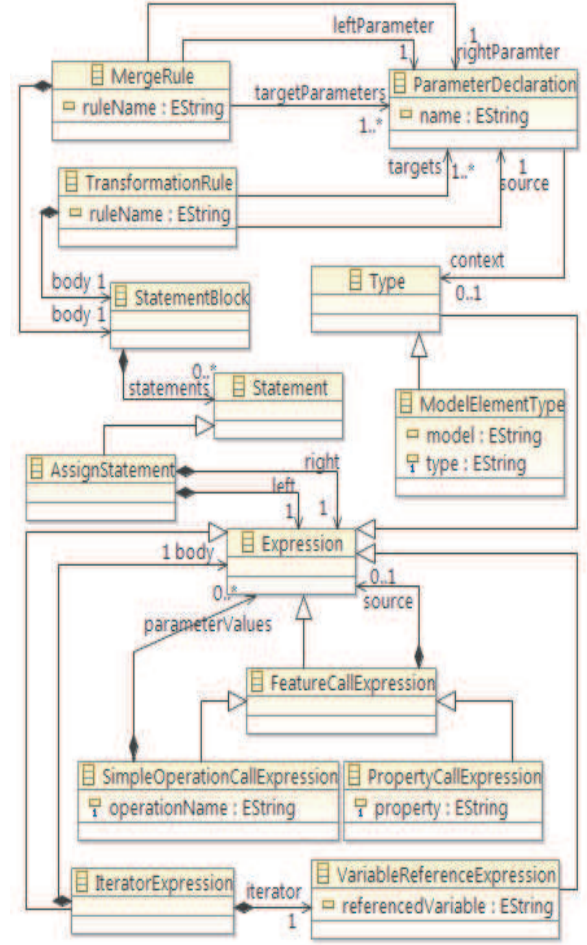 leftParameter
1
1
rightParamter
MergeRule
ruleName : EString
targetParameters
1..*
ParameterDeclaration
name : EString
TransformationRule
ruleName : EString
targets
1..*
1
source
context
0..1
body 1
body 1
StatementBlock
Type
0..*
statements
Statement
ModelElementType
model : EString
type : EString
AssignStatement
right
left
1
1
Expression
1 body
0..*
0..1
source
parameterValues
FeatureCallExpression
SimpleOperationCallExpression
operationName : EString
PropertyCallExpression
property : EString
IteratorExpression
iterator
1
VariableReferenceExpression
referencedVariable : EString